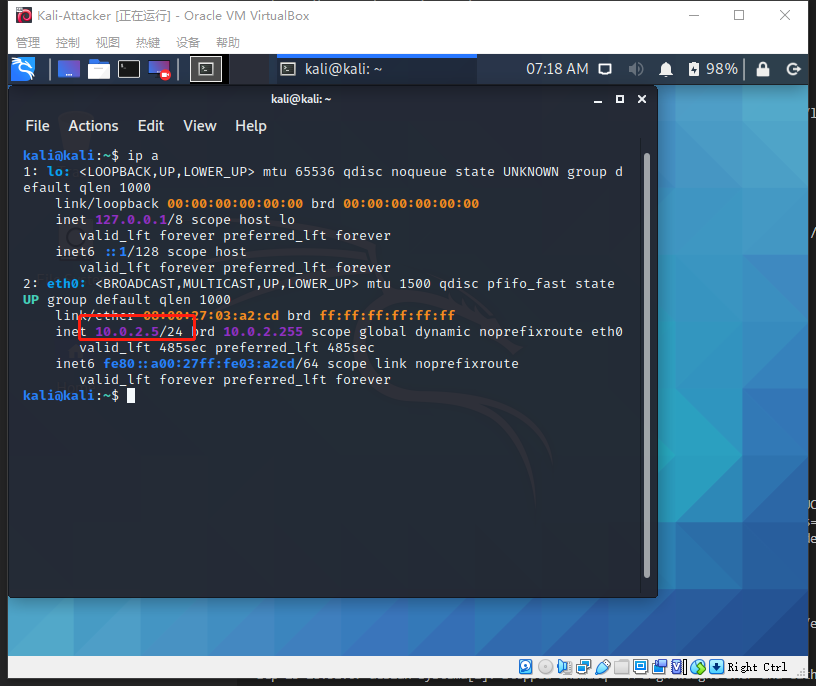 Kali-Attacker [正在运行] - Oracle VM VirtualBox
管理 控制 视图 热键 设备 帮助
kali@kali: ~ 07:18 AM 98%
kali@kali: ~
File Actions Edit View Help
kali@kali:~$ ip a
1: lo: <LOOPBACK,UP,LOWER_UP> mtu 65536 qdisc noqueue state UNKNOWN group d
efault qlen 1000
link/loopback 00:00:00:00:00:00 brd 00:00:00:00:00:00
inet 127.0.0.1/8 scope host lo
valid_lft forever preferred_lft forever
inet6 ::1/128 scope host
valid_lft forever preferred_lft forever
2: eth0: <BROADCAST,MULTICAST,UP,LOWER_UP> mtu 1500 qdisc pfifo_fast state
UP group default qlen 1000
link/ether 08:00:27:03:a2:cd brd ff:ff:ff:ff:ff:ff
inet 10.0.2.5/24 brd 10.0.2.255 scope global dynamic noprefixroute eth0
valid_lft 485sec preferred_lft 485sec
inet6 fe80::a00:27ff:fe03:a2cd/64 scope link noprefixroute
valid_lft forever preferred_lft forever
kali@kali:~$
Right Ctrl